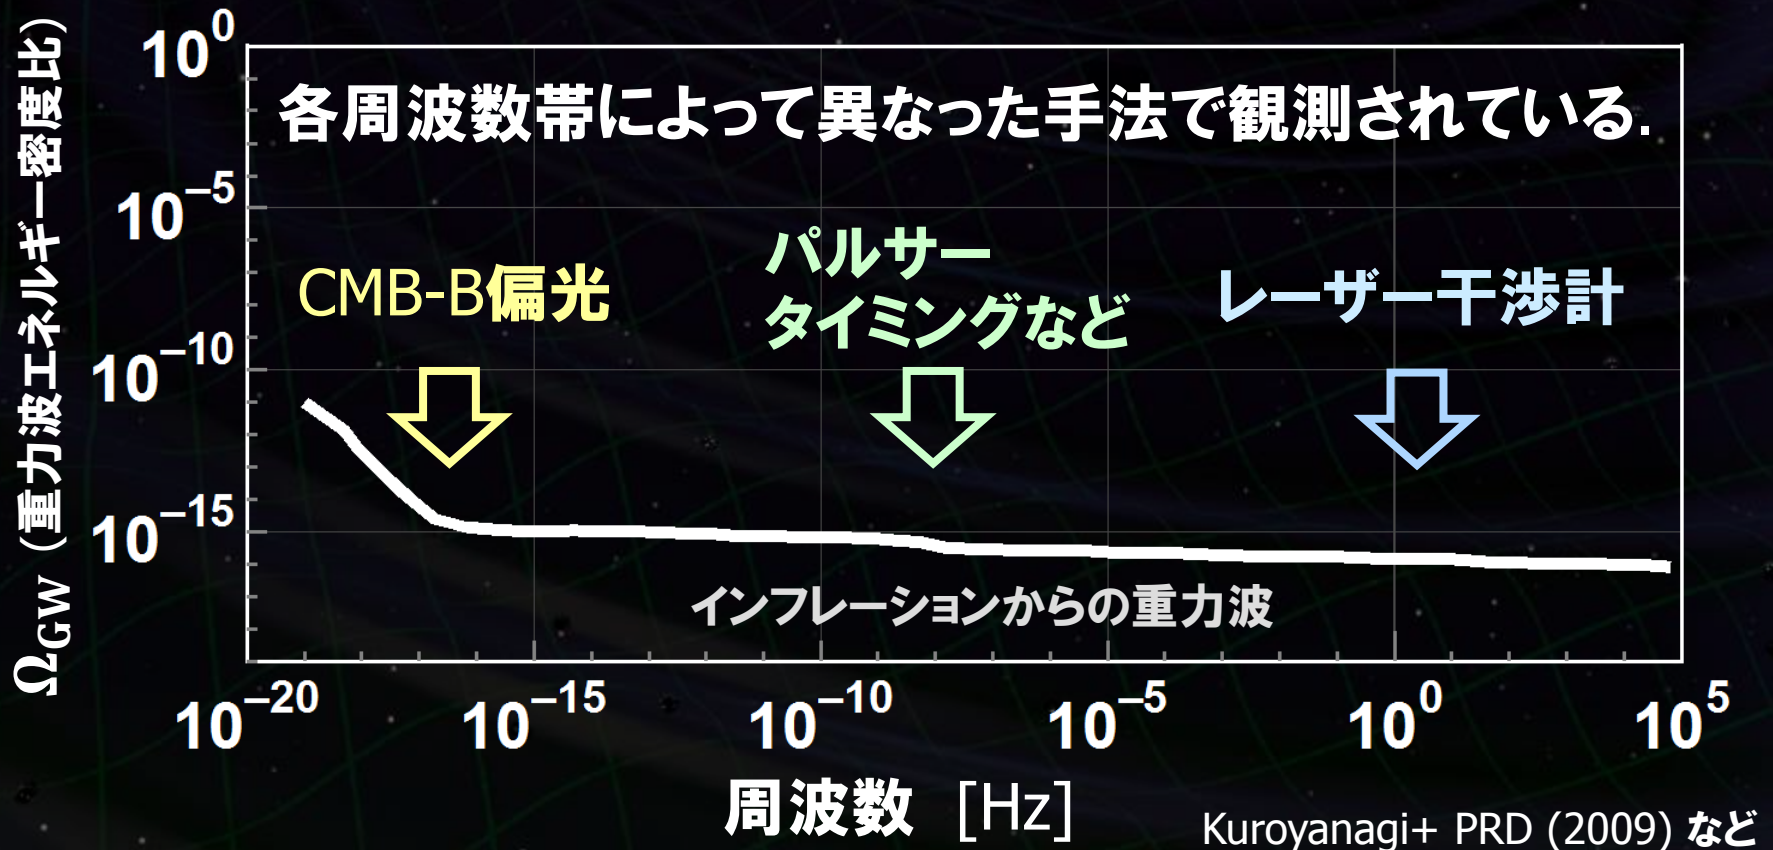 Ω_GW (重力波エネルギー密度比)
10^0
10^−5
10^−10
10^−15
各周波数帯によって異なった手法で観測されている.
CMB-B偏光
パルサー
タイミングなど
レーザー干渉計
インフレーションからの重力波
10^−20 10^−15 10^−10 10^−5 10^0 10^5
周波数 [Hz]
Kuroyanagi+ PRD (2009) など